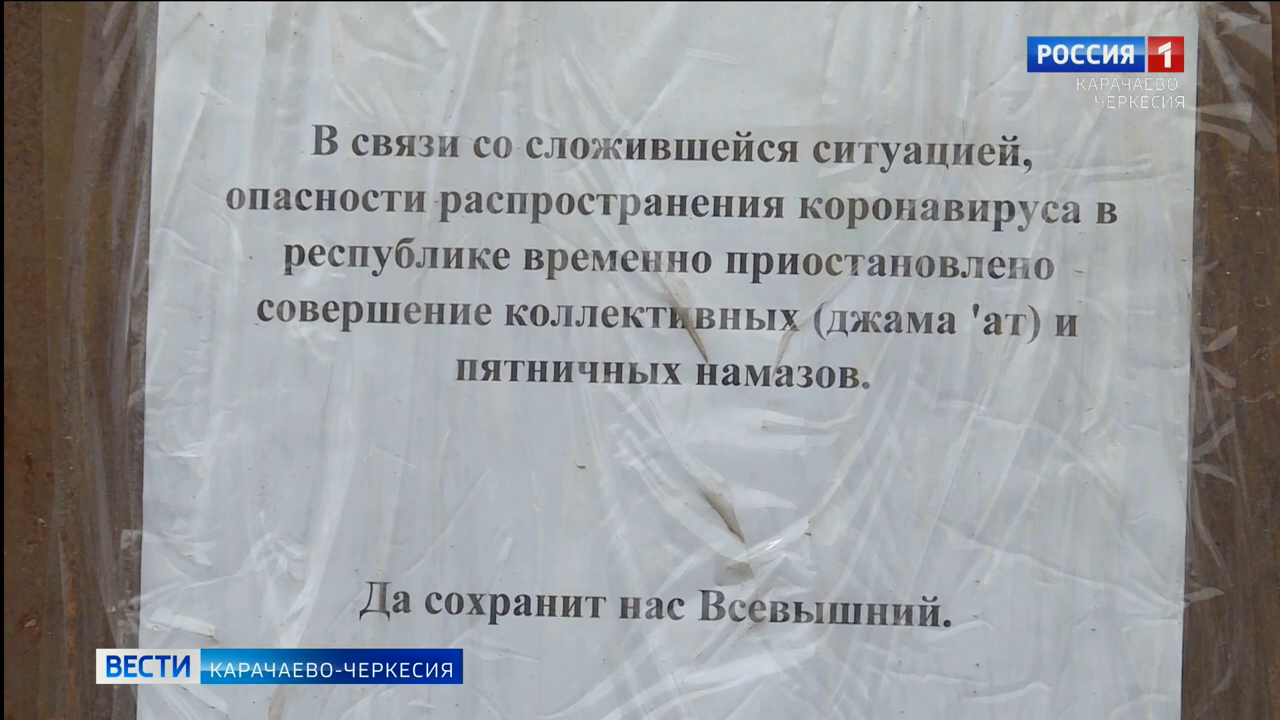 РОССИЯ 1
КАРАЧАЕВО
ЧЕРКЕСИЯ
В связи со сложившейся ситуацией,
опасности распространения коронавируса в
республике временно приостановлено
совершение коллективных (джама 'ат) и
пятничных намазов.
Да сохранит нас Всевышний.
ВЕСТИ КАРАЧАЕВО-ЧЕРКЕСИЯ